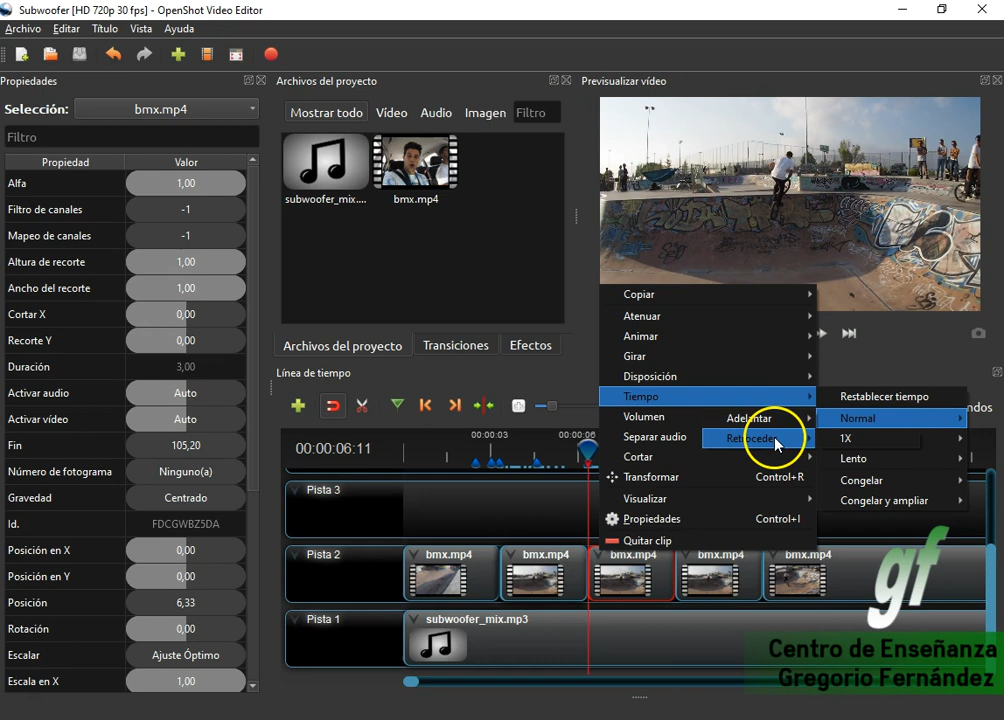 Subwoofer [HD 720p 30 fps] - OpenShot Video Editor
Archivo Editar Título Vista Ayuda
Propiedades
Archivos del proyecto
Previsualizar vídeo
Selección: bmx.mp4
Mostrar todo Vídeo Audio Imagen Filtro
Filtro
Propiedad Valor
Alfa 1,00
Filtro de canales -1
Mapeo de canales -1
Altura de recorte 1,00
Ancho del recorte 1,00
Cortar X 0,00
Recorte Y 0,00
Duración 3,00
Activar audio Auto
Activar vídeo Auto
Fin 105,20
Número de fotograma Ninguno(a)
Gravedad Centrado
Id. FDCGWBZ5DA
Posición en X 0,00
Posición en Y 0,00
Posición 6,33
Rotación 0,00
Escalar Ajuste Óptimo
Escala en X 1,00
subwoofer_mix....
bmx.mp4
Archivos del proyecto Transiciones Efectos
Línea de tiempo
00:00:06:11
00:00:03
00:00:06
Copiar
Atenuar
Animar
Girar
Disposición
Tiempo
Volumen
Separar audio
Cortar
Transformar Control+R
Visualizar
Propiedades Control+I
Quitar clip
Restablecer tiempo
Normal
1X
Lento
Congelar
Congelar y ampliar
Adelantar
Retroceder
ndos
Pista 3
Pista 2
bmx.mp4
bmx.mp4
bmx.mp4
bmx.mp4
bmx.mp4
Pista 1
subwoofer_mix.mp3
gf
Centro de Enseñanza
Gregorio Fernández